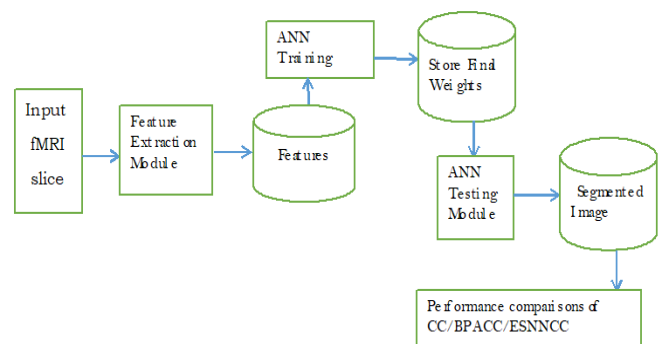 Input
fMRI
slice
Feature
Extraction
Module
Features
ANN
Training
Store Final
Weights
ANN
Testing
Module
Segmented
Image
Performance comparisons of
CC/BPACC/ESNNCC